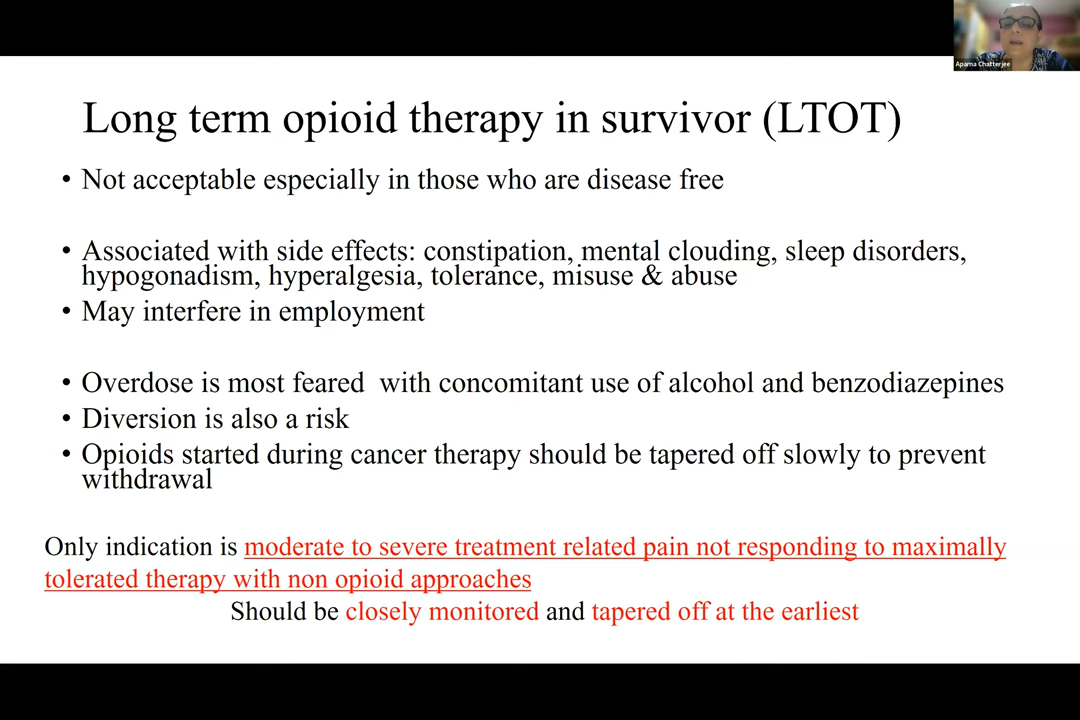 Aparna Chatterjee
Long term opioid therapy in survivor (LTOT)
• Not acceptable especially in those who are disease free
• Associated with side effects: constipation, mental clouding, sleep disorders,
hypogonadism, hyperalgesia, tolerance, misuse & abuse
• May interfere in employment
• Overdose is most feared with concomitant use of alcohol and benzodiazepines
• Diversion is also a risk
• Opioids started during cancer therapy should be tapered off slowly to prevent
withdrawal
Only indication is moderate to severe treatment related pain not responding to maximally
tolerated therapy with non opioid approaches
Should be closely monitored and tapered off at the earliest